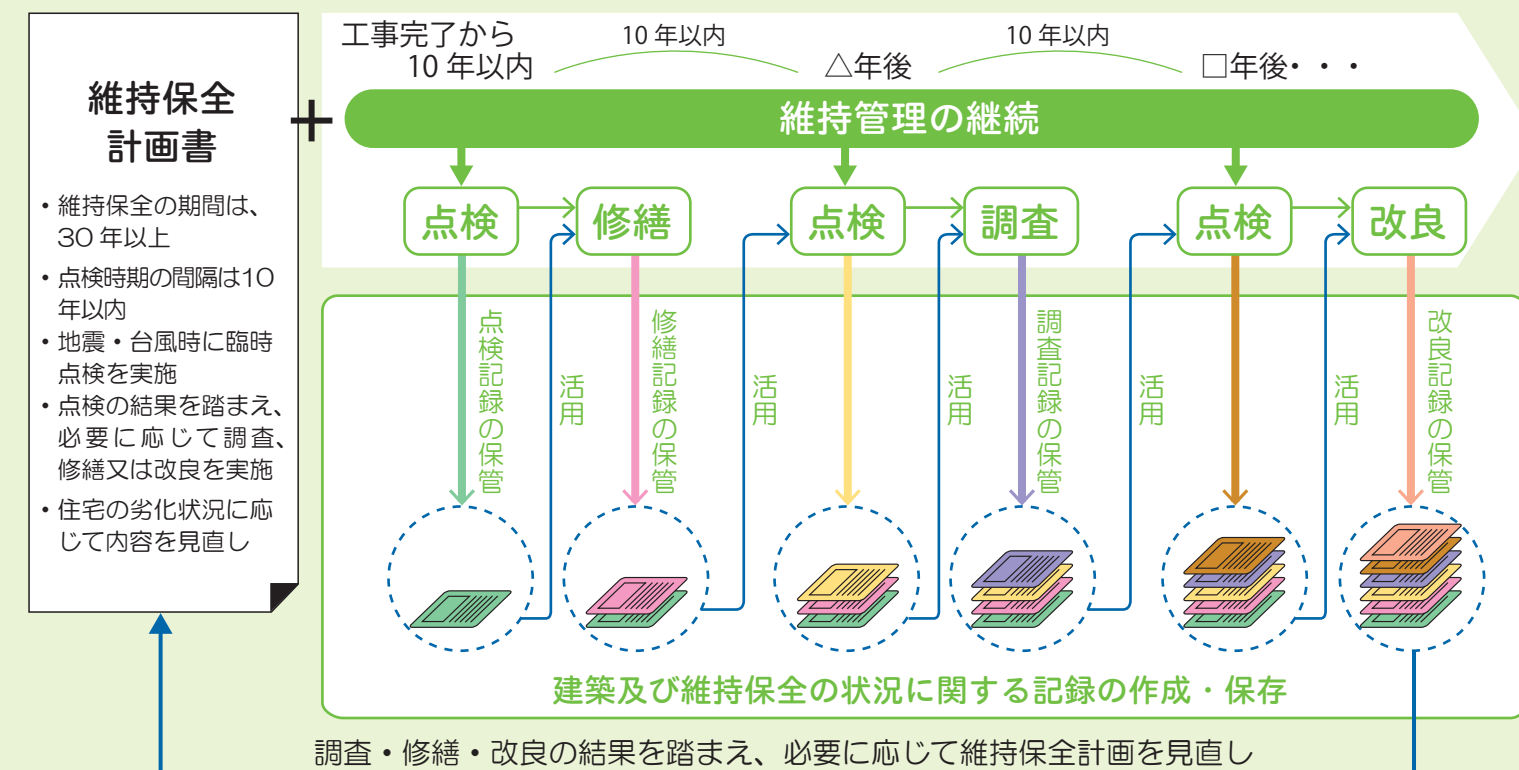 維持保全
計画書
・維持保全の期間は、
30年以上
・点検時期の間隔は10
年以内
・地震・台風時に臨時
点検を実施
・点検の結果を踏まえ、
必要に応じて調査、
修繕又は改良を実施
・住宅の劣化状況に応
じて内容を見直し
+
工事完了から
10年以内
10年以内
△年後
10年以内
□年後・・・
維持管理の継続
点検
修繕
点検
調査
点検
改良
点検記録の保管
活用
修繕記録の保管
活用
活用
調査記録の保管
活用
活用
改良記録の保管
建築及び維持保全の状況に関する記録の作成・保存
調査・修繕・改良の結果を踏まえ、必要に応じて維持保全計画を見直し